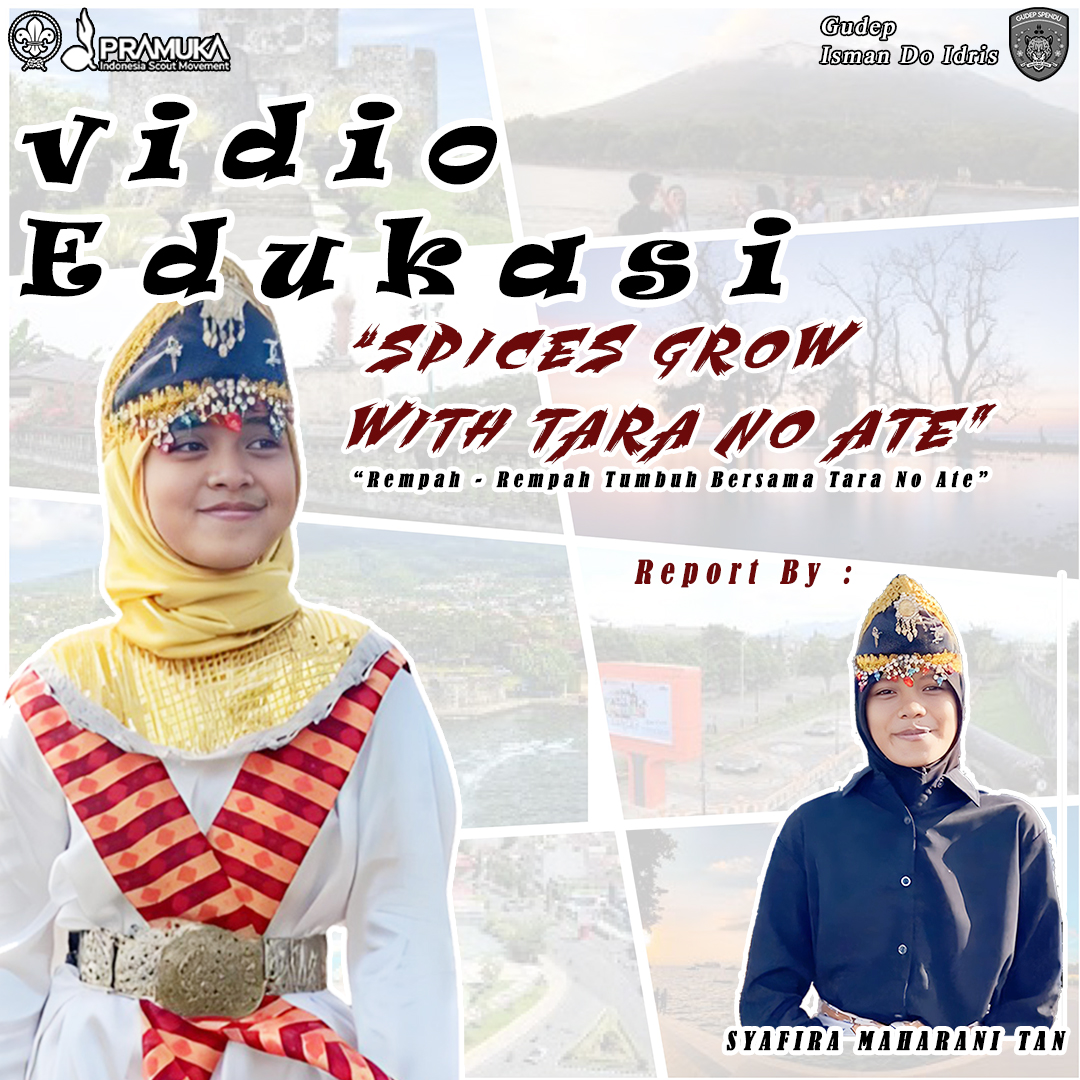 PRAMUKA
Indonesia Scout Movement
Gudep
Isman Do Idris
GUDEP SPENDU
Vidio
Edukasi
"SPICES GROW
WITH TARA NO ATE"
"Rempah - Rempah Tumbuh Bersama Tara No Ate"
Report By :
SYAFIRA MAHARANI TAN